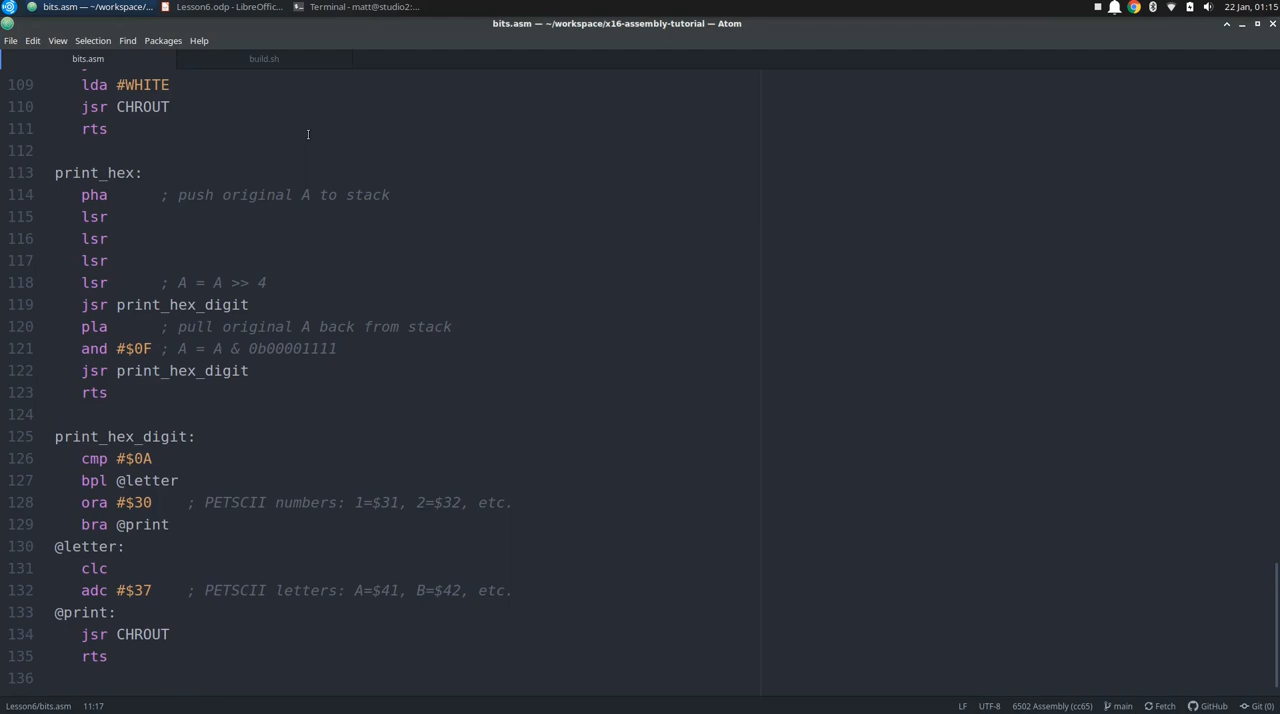 bits.asm — ~/workspace/x16-assembly-tutorial — Atom
bits.asm — ~/workspace/b... Lesson6.odp - LibreOffic... Terminal - matt@studio2:... 22 Jan, 01:15
File Edit View Selection Find Packages Help
bits.asm build.sh
109 lda #WHITE
110 jsr CHROUT
111 rts
112
113 print_hex:
114 pha ; push original A to stack
115 lsr
116 lsr
117 lsr
118 lsr ; A = A >> 4
119 jsr print_hex_digit
120 pla ; pull original A back from stack
121 and #$0F ; A = A & 0b00001111
122 jsr print_hex_digit
123 rts
124
125 print_hex_digit:
126 cmp #$0A
127 bpl @letter
128 ora #$30 ; PETSCII numbers: 1=$31, 2=$32, etc.
129 bra @print
130 @letter:
131 clc
132 adc #$37 ; PETSCII letters: A=$41, B=$42, etc.
133 @print:
134 jsr CHROUT
135 rts
136
Lesson6/bits.asm 11:17 LF UTF-8 6502 Assembly (cc65) main Fetch GitHub Git (0)